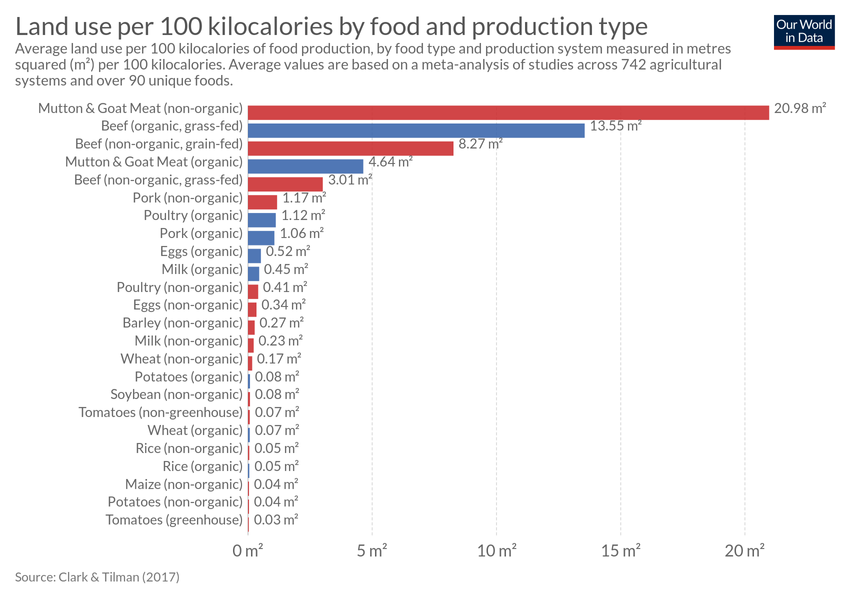 Land use per 100 kilocalories by food and production type
Our World
in Data
Average land use per 100 kilocalories of food production, by food type and production system measured in metres
squared (m²) per 100 kilocalories. Average values are based on a meta-analysis of studies across 742 agricultural
systems and over 90 unique foods.
Mutton & Goat Meat (non-organic) 20.98 m²
Beef (organic, grass-fed) 13.55 m²
Beef (non-organic, grain-fed) 8.27 m²
Mutton & Goat Meat (organic) 4.64 m²
Beef (non-organic, grass-fed) 3.01 m²
Pork (non-organic) 1.17 m²
Poultry (organic) 1.12 m²
Pork (organic) 1.06 m²
Eggs (organic) 0.52 m²
Milk (organic) 0.45 m²
Poultry (non-organic) 0.41 m²
Eggs (non-organic) 0.34 m²
Barley (non-organic) 0.27 m²
Milk (non-organic) 0.23 m²
Wheat (non-organic) 0.17 m²
Potatoes (organic) 0.08 m²
Soybean (non-organic) 0.08 m²
Tomatoes (non-greenhouse) 0.07 m²
Wheat (organic) 0.07 m²
Rice (non-organic) 0.05 m²
Rice (organic) 0.05 m²
Maize (non-organic) 0.04 m²
Potatoes (non-organic) 0.04 m²
Tomatoes (greenhouse) 0.03 m²
0 m² 5 m² 10 m² 15 m² 20 m²
Source: Clark & Tilman (2017)